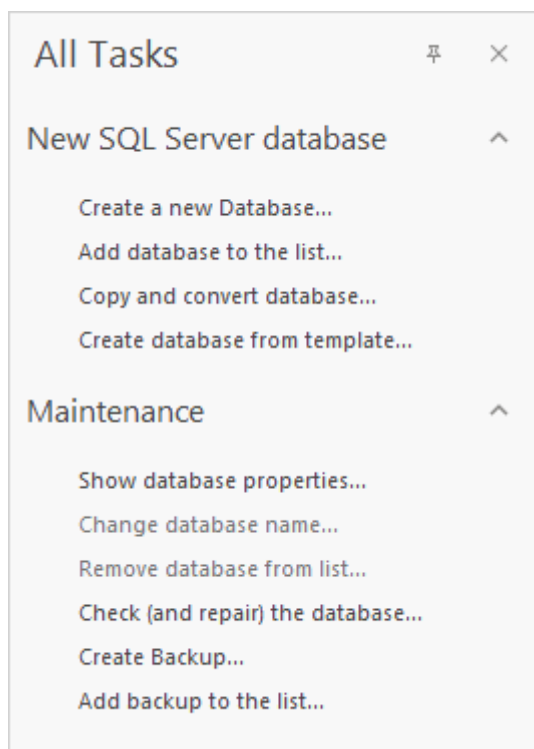 All Tasks
New SQL Server database
Create a new Database...
Add database to the list...
Copy and convert database...
Create database from template...
Maintenance
Show database properties...
Change database name...
Remove database from list...
Check (and repair) the database...
Create Backup...
Add backup to the list...